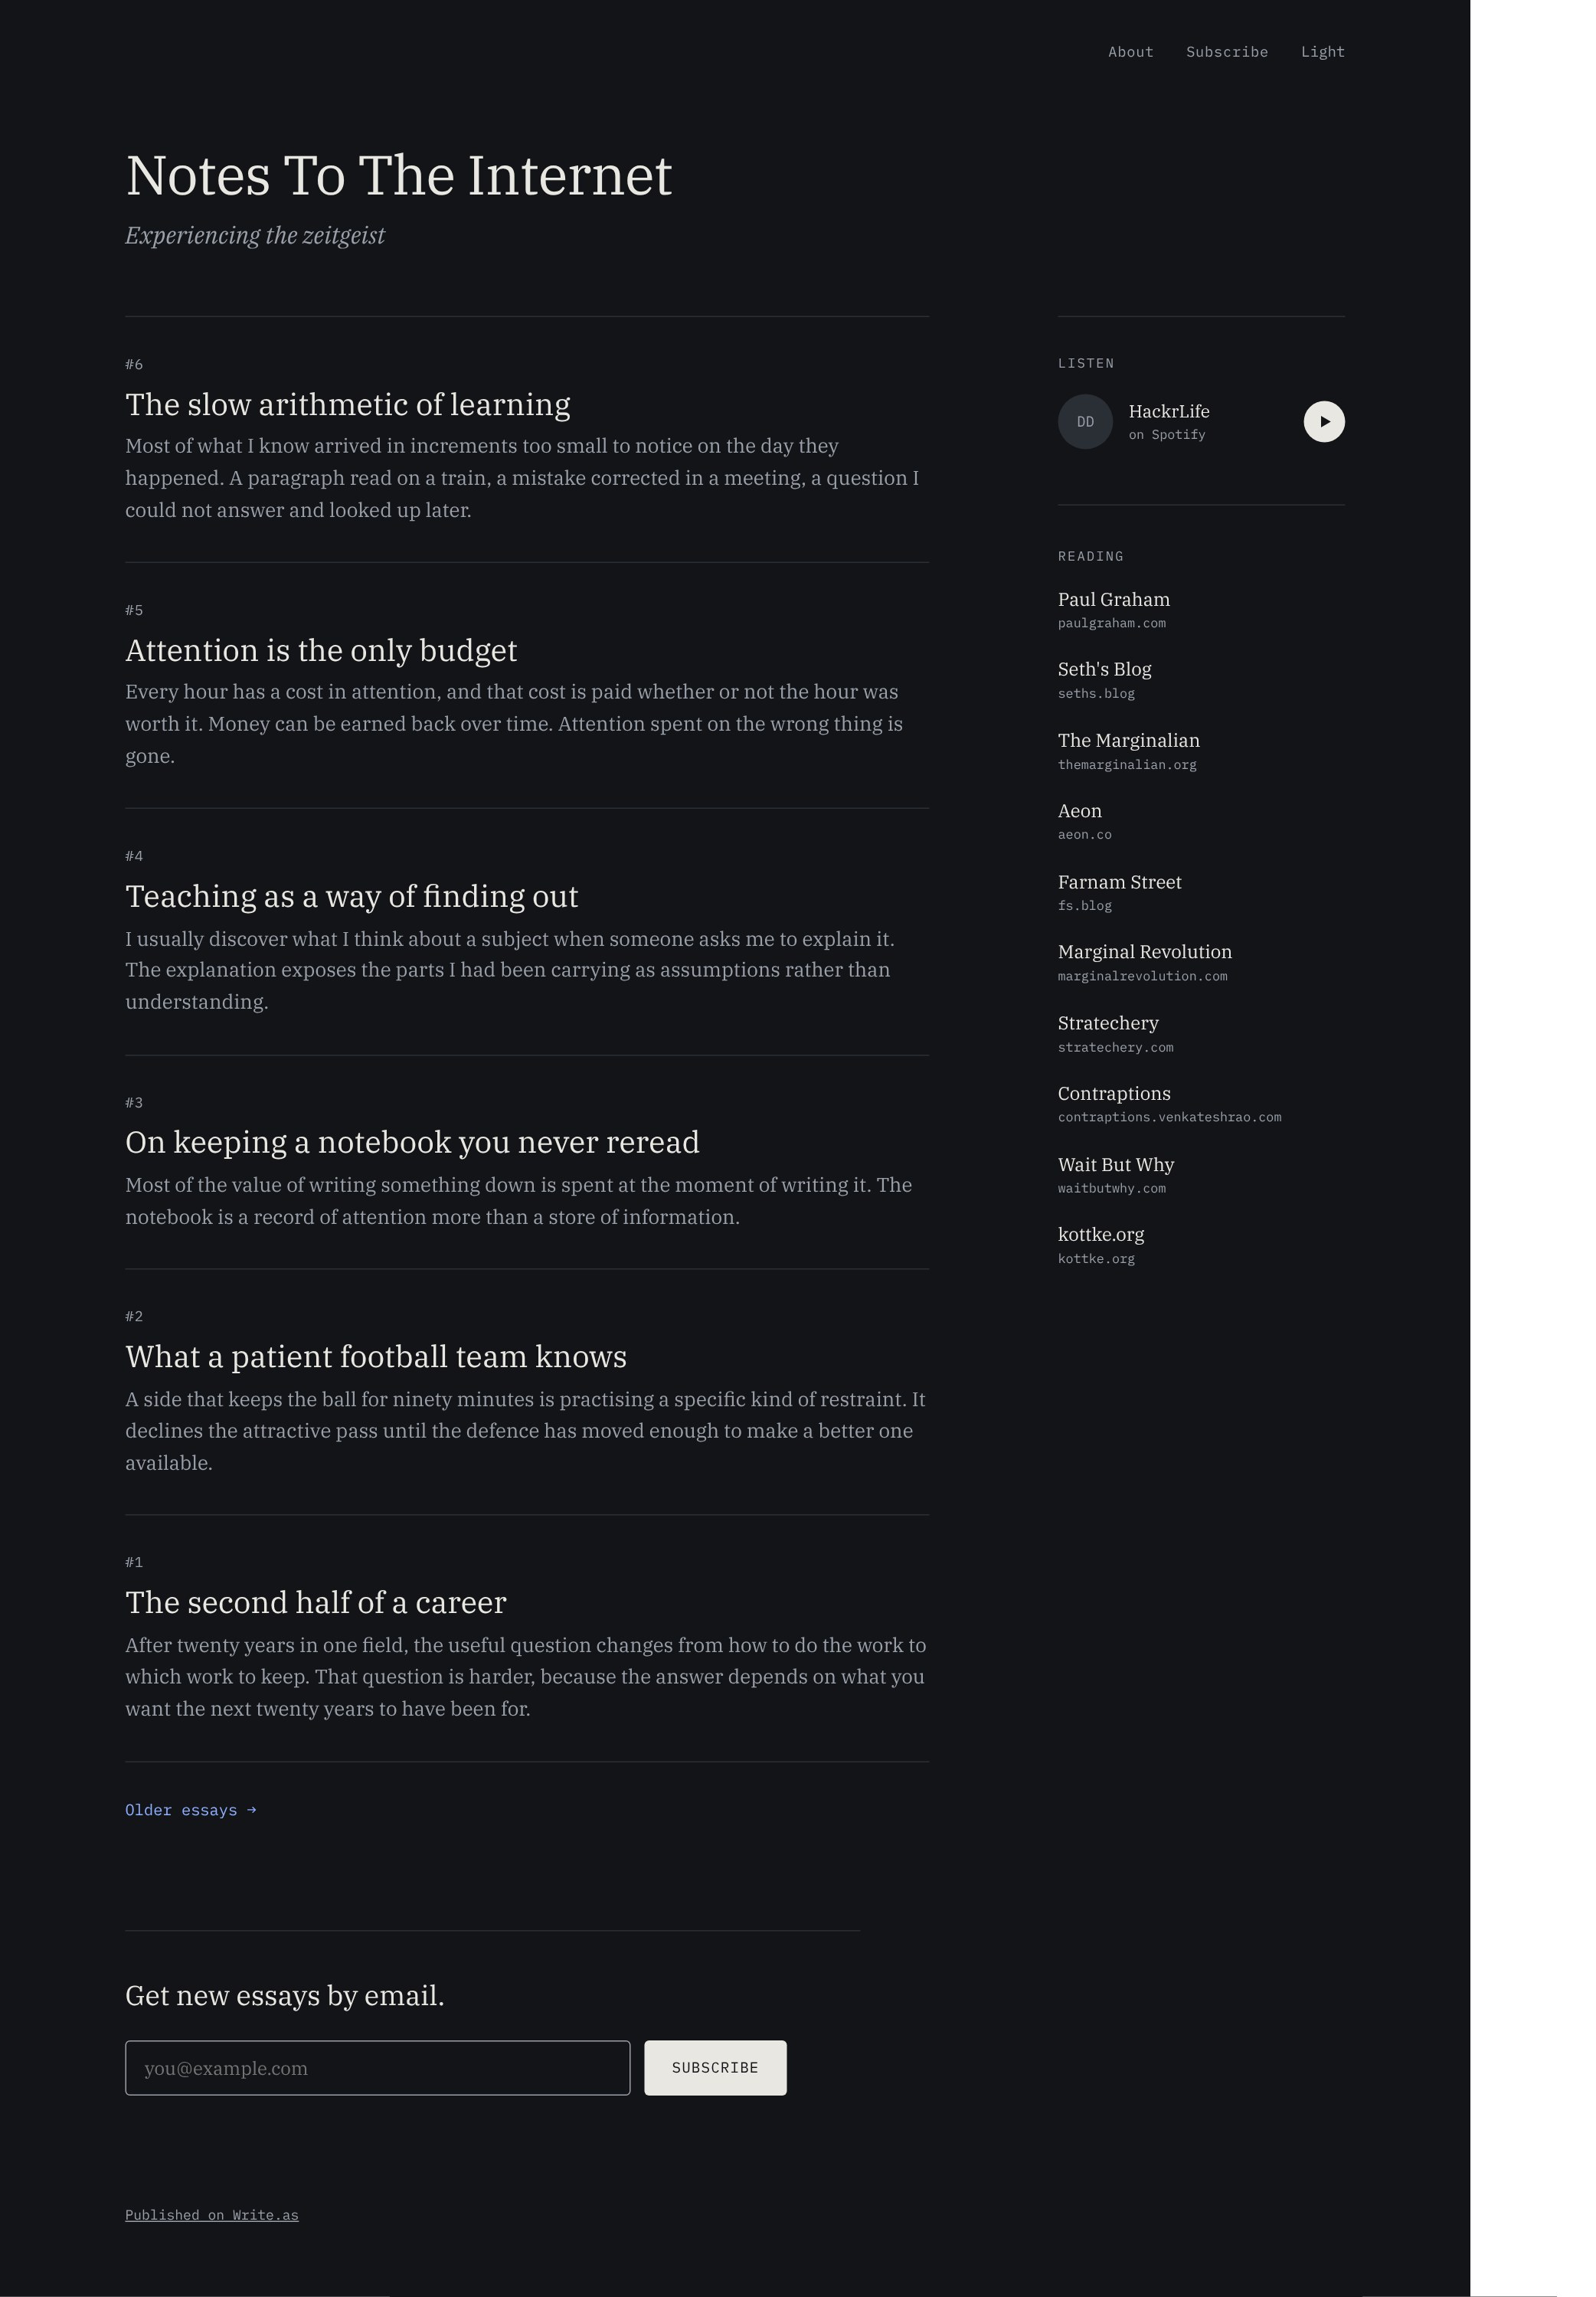 About Subscribe Light
Notes To The Internet
Experiencing the zeitgeist
#6
The slow arithmetic of learning
Most of what I know arrived in increments too small to notice on the day they
happened. A paragraph read on a train, a mistake corrected in a meeting, a question I
could not answer and looked up later.
#5
Attention is the only budget
Every hour has a cost in attention, and that cost is paid whether or not the hour was
worth it. Money can be earned back over time. Attention spent on the wrong thing is
gone.
#4
Teaching as a way of finding out
I usually discover what I think about a subject when someone asks me to explain it.
The explanation exposes the parts I had been carrying as assumptions rather than
understanding.
#3
On keeping a notebook you never reread
Most of the value of writing something down is spent at the moment of writing it. The
notebook is a record of attention more than a store of information.
#2
What a patient football team knows
A side that keeps the ball for ninety minutes is practising a specific kind of restraint. It
declines the attractive pass until the defence has moved enough to make a better one
available.
#1
The second half of a career
After twenty years in one field, the useful question changes from how to do the work to
which work to keep. That question is harder, because the answer depends on what you
want the next twenty years to have been for.
Older essays →
LISTEN
DD
HackrLife
on Spotify
READING
Paul Graham
paulgraham.com
Seth's Blog
seths.blog
The Marginalian
themarginalian.org
Aeon
aeon.co
Farnam Street
fs.blog
Marginal Revolution
marginalrevolution.com
Stratechery
stratechery.com
Contraptions
contraptions.venkateshrao.com
Wait But Why
waitbutwhy.com
kottke.org
kottke.org
Get new essays by email.
you@example.com
SUBSCRIBE
Published on Write.as